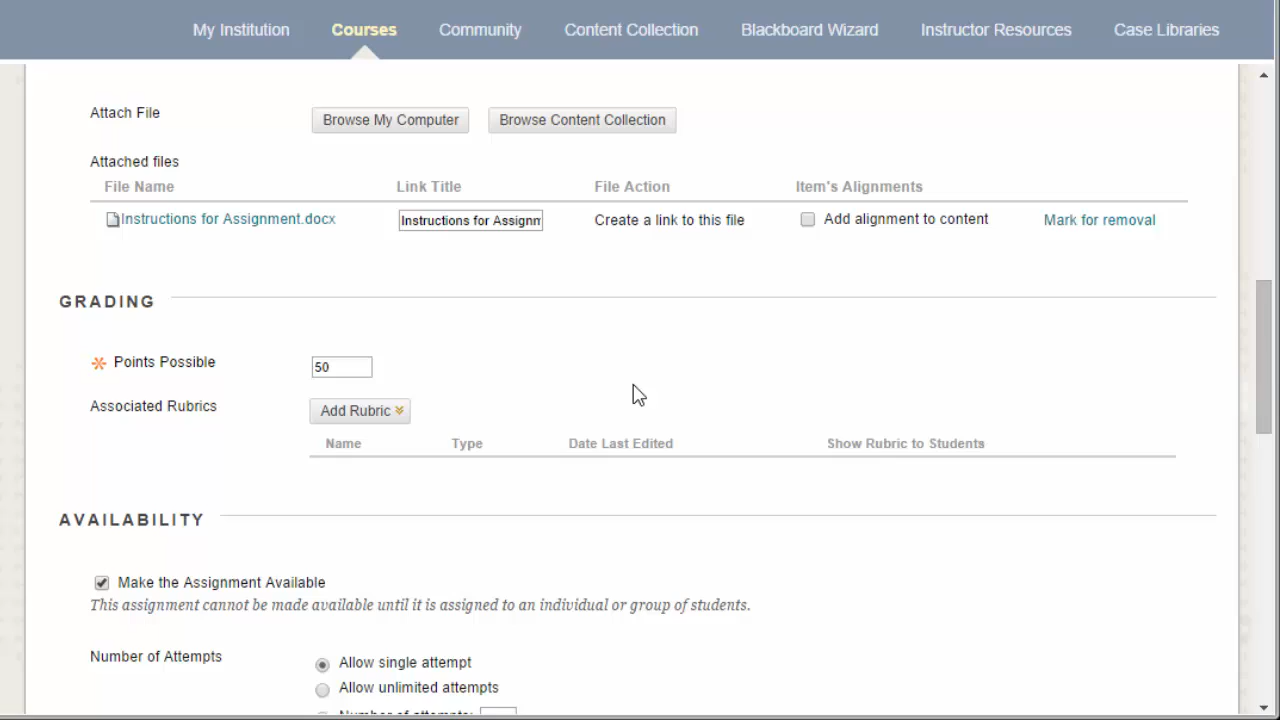 My Institution Courses Community Content Collection Blackboard Wizard Instructor Resources Case Libraries
Attach File Browse My Computer Browse Content Collection
Attached files
File Name Link Title File Action Item's Alignments
Instructions for Assignment.docx Instructions for Assignm Create a link to this file Add alignment to content Mark for removal
GRADING
Points Possible 50
Associated Rubrics Add Rubric
Name Type Date Last Edited Show Rubric to Students
AVAILABILITY
Make the Assignment Available
This assignment cannot be made available until it is assigned to an individual or group of students.
Number of Attempts Allow single attempt
Allow unlimited attempts
Number of attempts: